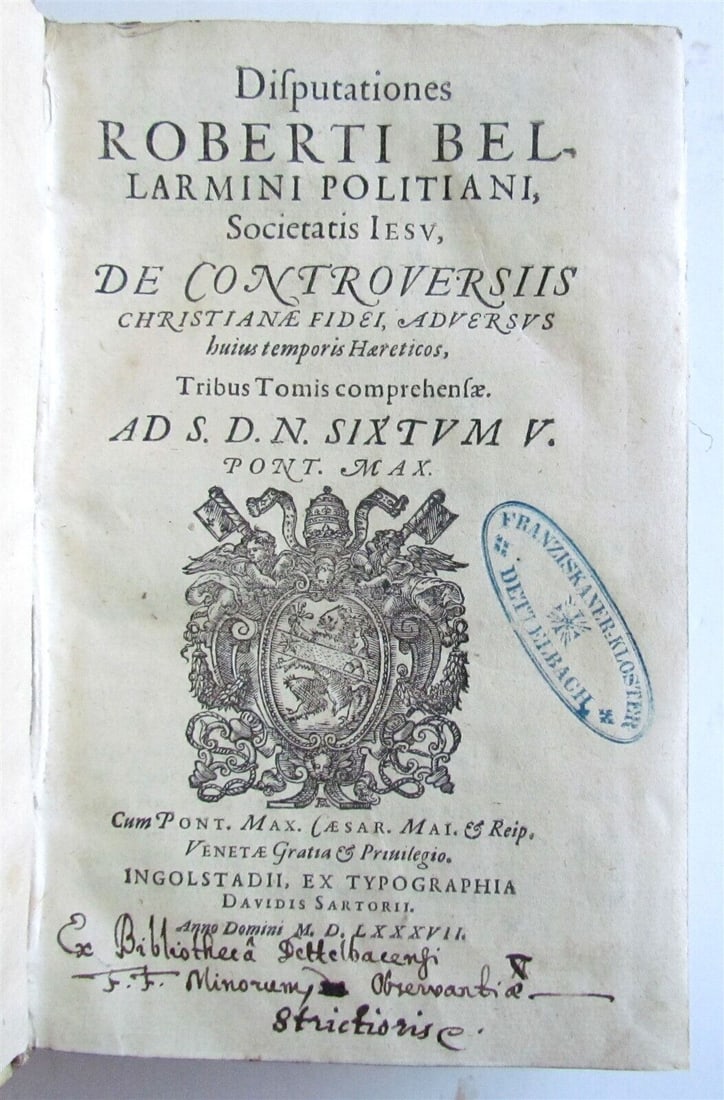 Diſputationes
ROBERTI BEL-
LARMINI POLITIANI,
Societatis IESV,
DE CONTROVERSIIS
CHRISTIANÆ FIDEI, ADVERSVS
huius temporis Hæreticos,
Tribus Tomis comprehenſæ.
AD S. D. N. SIXTVM V.
PONT. MAX.
FRANZISKANER-KLOSTER
DETTELBACH
Cum PONT. MAX. CÆSAR. MAI. & Reip.
VENETÆ Gratia & Priuilegio.
INGOLSTADII, EX TYPOGRAPHIA
DAVIDIS SARTORII.
Anno Domini M. D. LXXXVII.
Ex Bibliothecâ Dettelbacensi
F. F. Minorum, Observantiæ
Strictioris